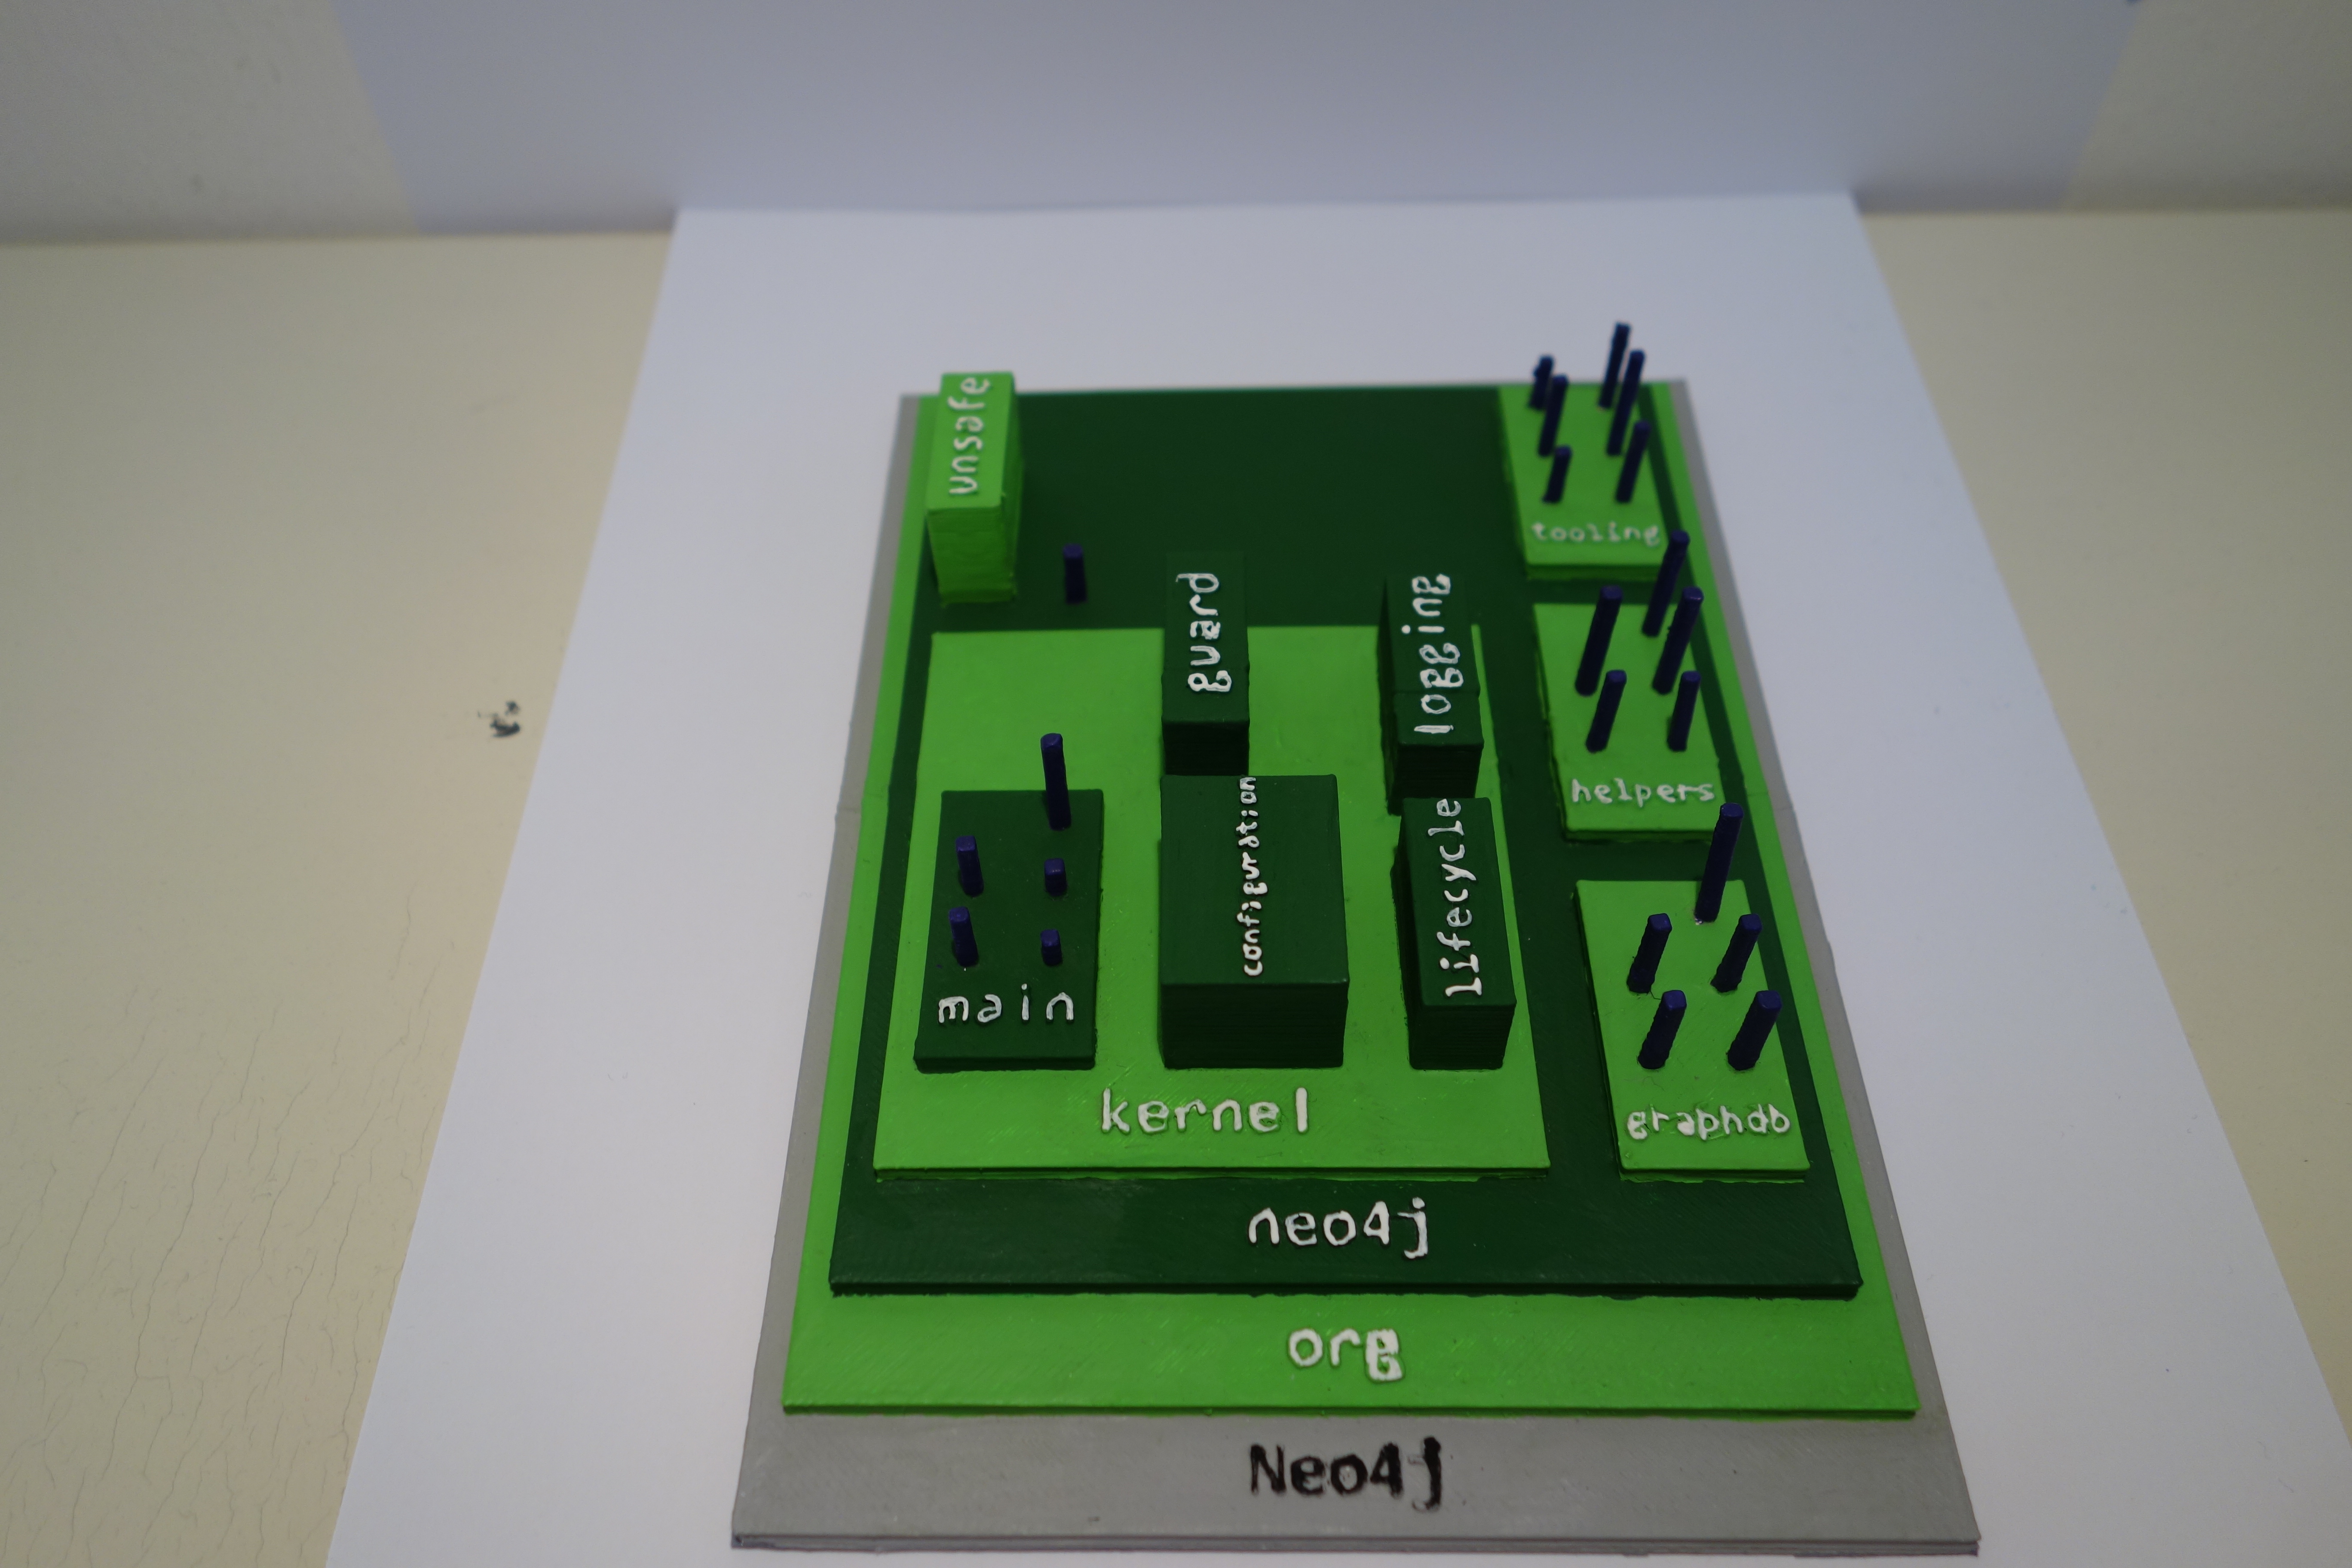 unsafe
tooling
guard
logging
helpers
configuration
Lifecycle
main
kernel
graphdb
neo4j
org
Neo4j